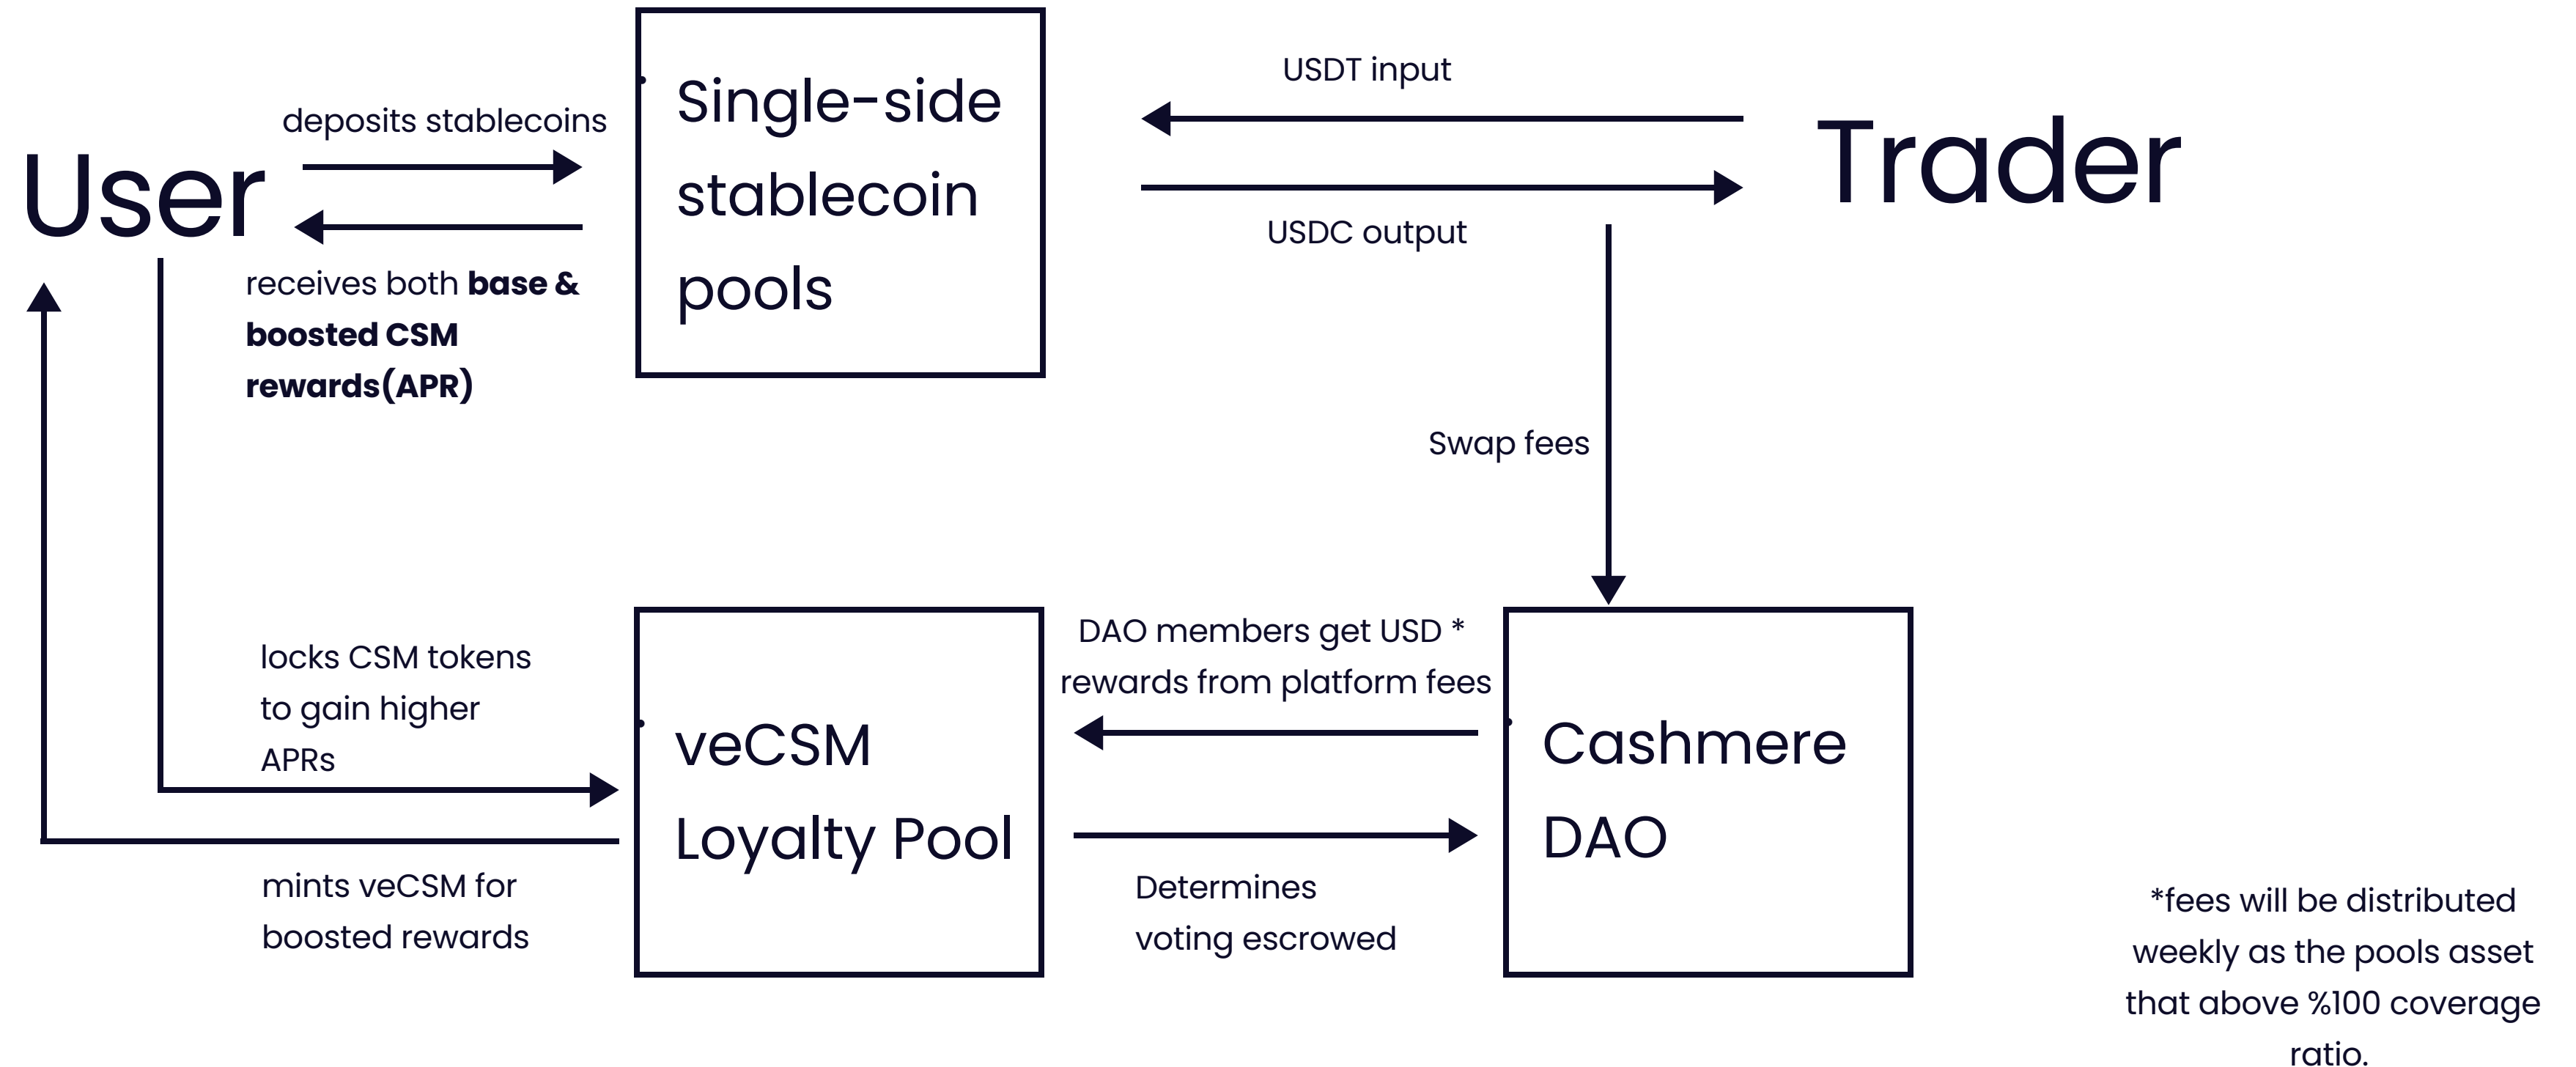 User
deposits stablecoins
receives both base &
boosted CSM
rewards(APR)
Single-side
stablecoin
pools
USDT input
USDC output
Trader
Swap fees
locks CSM tokens
to gain higher
APRs
mints veCSM for
boosted rewards
veCSM
Loyalty Pool
DAO members get USD *
rewards from platform fees
Determines
voting escrowed
Cashmere
DAO
*fees will be distributed
weekly as the pools asset
that above %100 coverage
ratio.